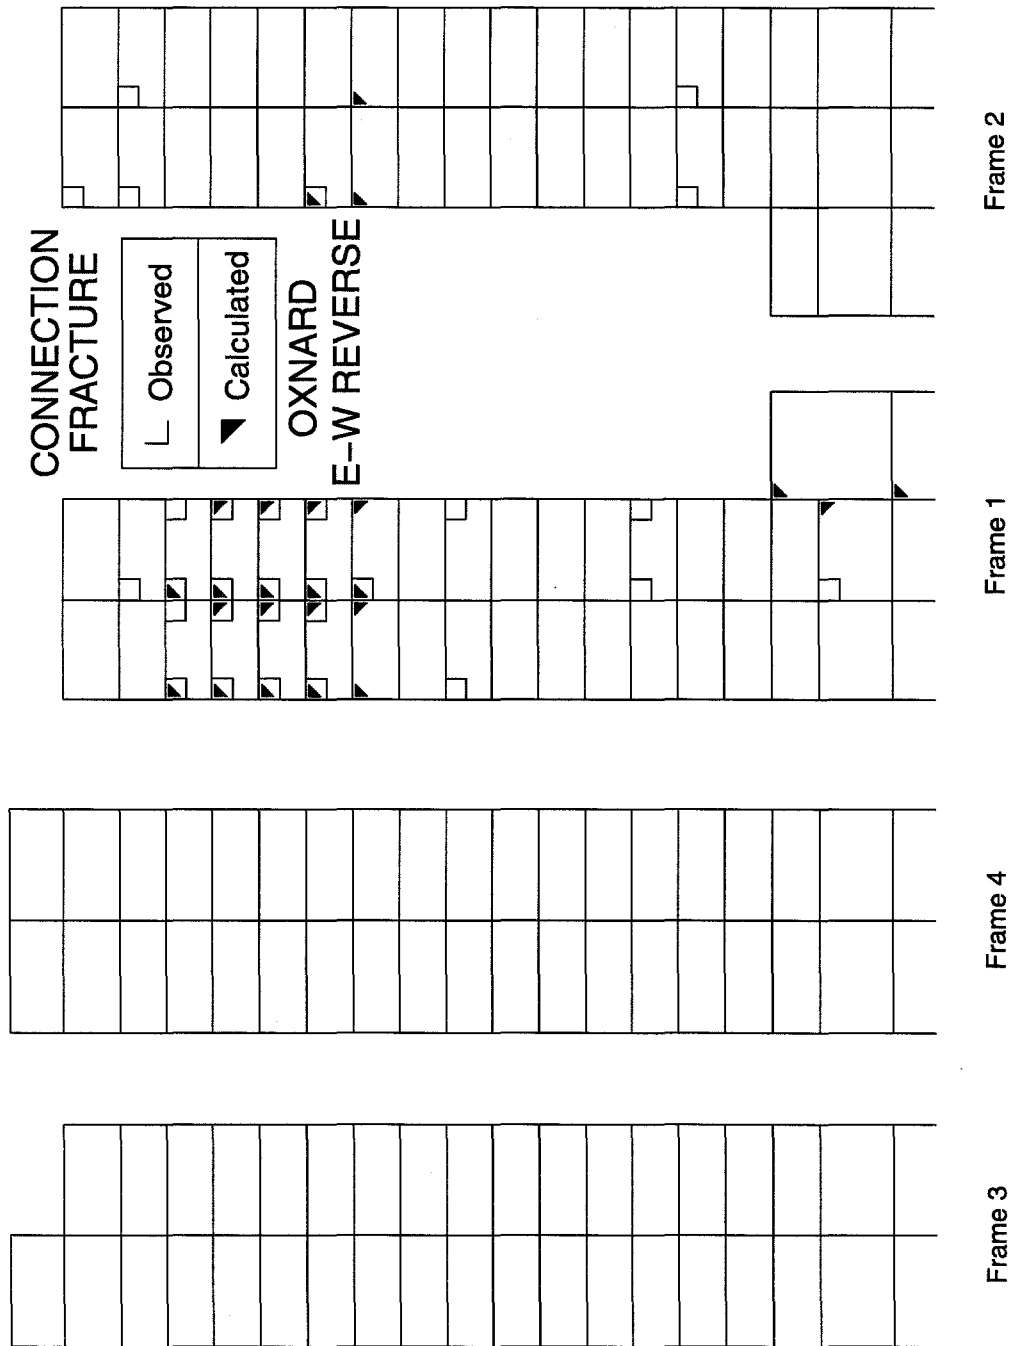 CONNECTION
FRACTURE
Observed
Calculated
OXNARD
E–W REVERSE
Frame 3
Frame 4
Frame 1
Frame 2